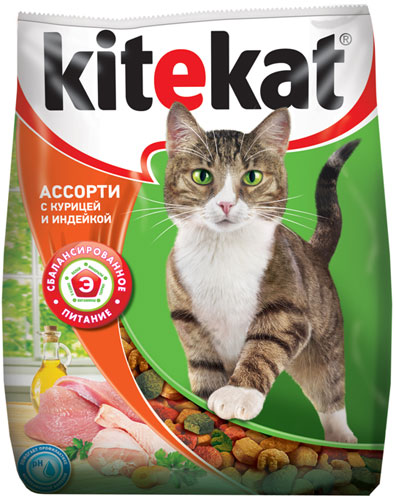 kitekat®
АССОРТИ
С КУРИЦЕЙ
И ИНДЕЙКОЙ
СБАЛАНСИРОВАННОЕ
Э
ПИТАНИЕ